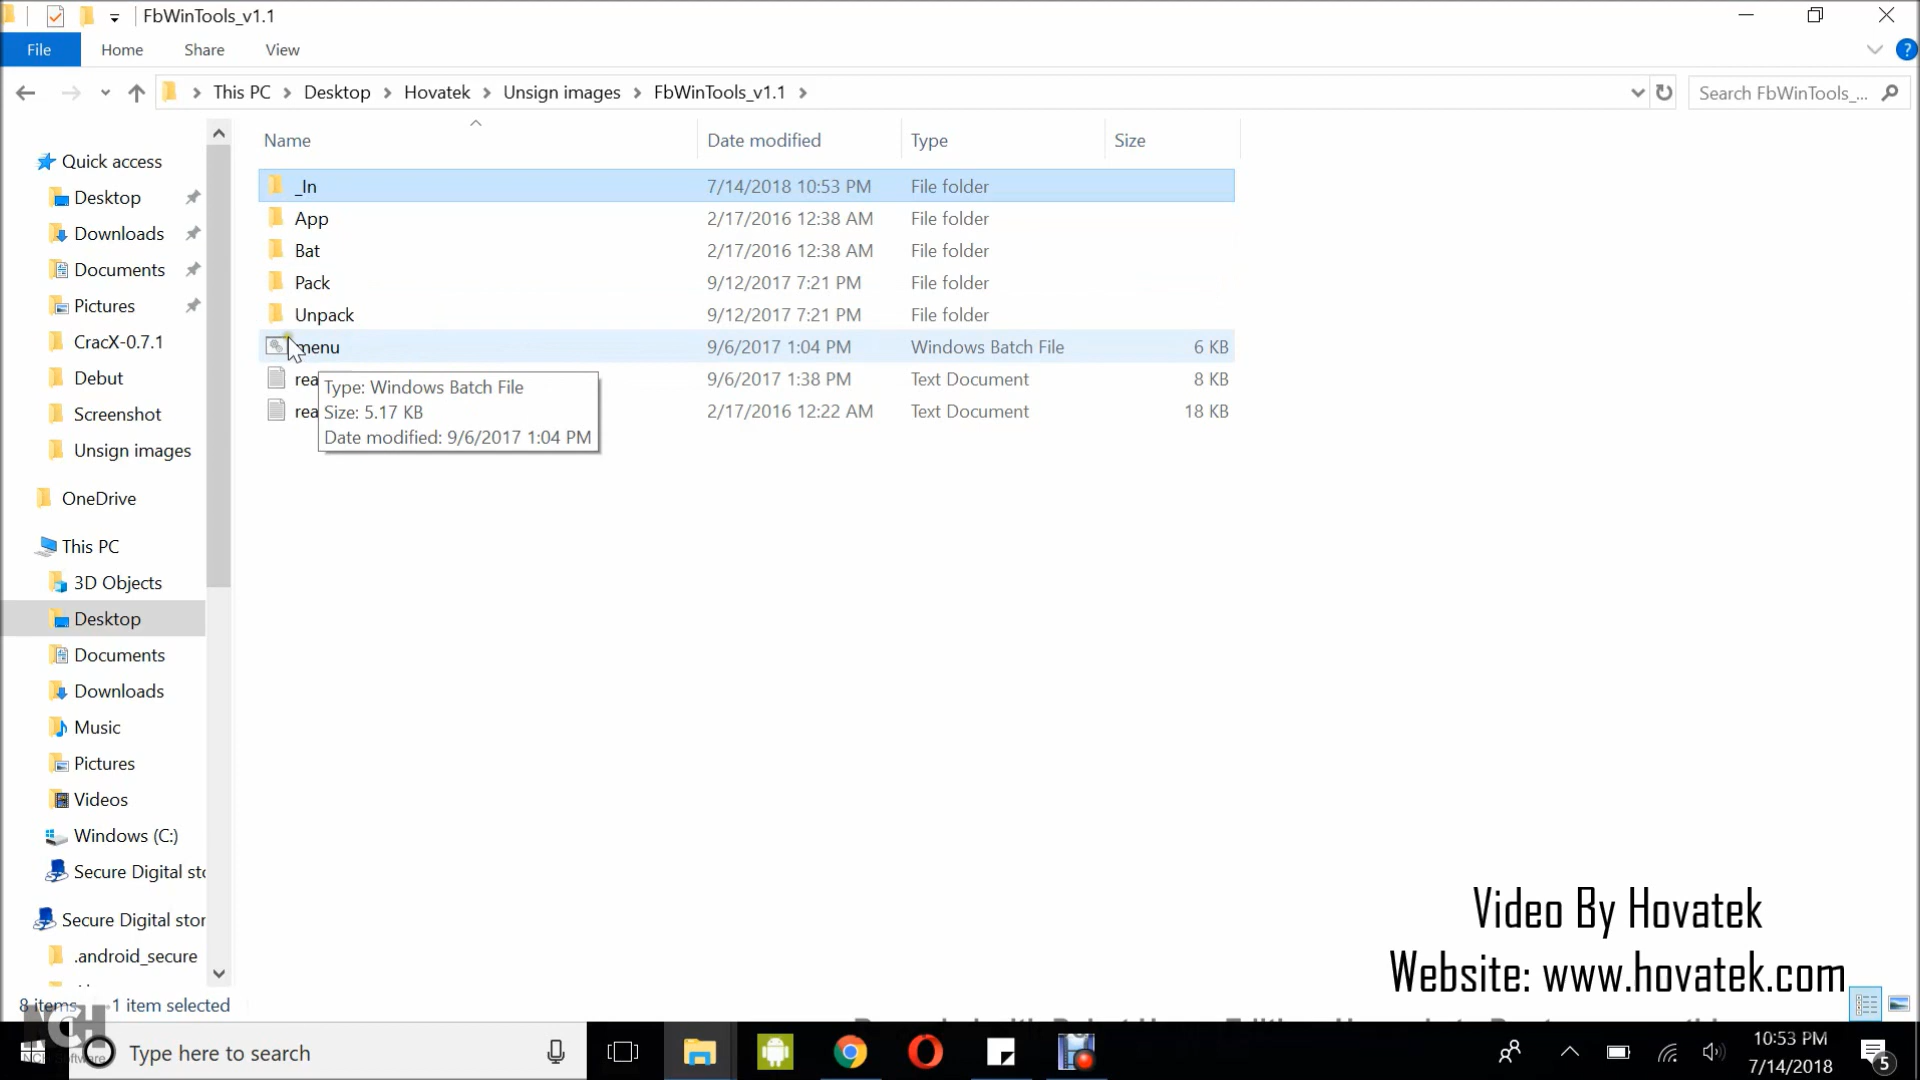 FbWinTools_v1.1
File Home Share View
This PC Desktop Hovatek Unsign images FbWinTools_v1.1
Search FbWinTools_...
Name Date modified Type Size
_In 7/14/2018 10:53 PM File folder
App 2/17/2016 12:38 AM File folder
Bat 2/17/2016 12:38 AM File folder
Pack 9/12/2017 7:21 PM File folder
Unpack 9/12/2017 7:21 PM File folder
menu 9/6/2017 1:04 PM Windows Batch File 6 KB
rea 9/6/2017 1:38 PM Text Document 8 KB
rea 2/17/2016 12:22 AM Text Document 18 KB
Type: Windows Batch File
Size: 5.17 KB
Date modified: 9/6/2017 1:04 PM
Quick access
Desktop
Downloads
Documents
Pictures
CracX-0.7.1
Debut
Screenshot
Unsign images
OneDrive
This PC
3D Objects
Desktop
Documents
Downloads
Music
Pictures
Videos
Windows (C:)
Secure Digital sto
Secure Digital stor
.android_secure
8 items 1 item selected
Video By Hovatek
Website: www.hovatek.com
NCH
NCH Software
Type here to search
10:53 PM
7/14/2018
5